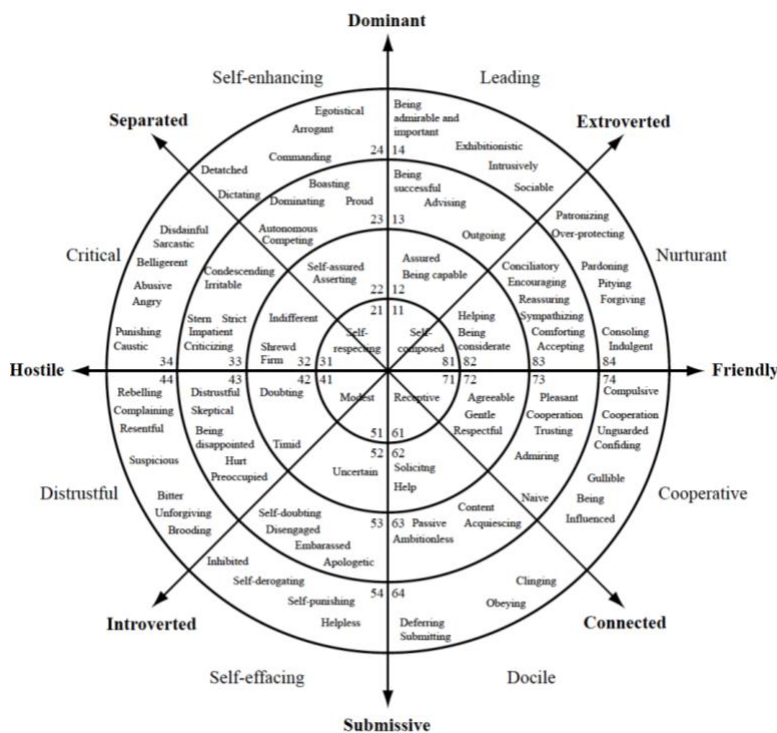 Dominant
Self-enhancing
Leading
Separated
Extroverted
Egotistical
Arrogant
Commanding
24
14
Being
admirable and
important
Exhibitionistic
Intrusively
Sociable
Detatched
Dictating
Boasting
Dominating
Proud
Autonomous
Competing
23
13
Being
successful
Advising
Outgoing
Patronizing
Over-protecting
Critical
Nurturant
Disdainful
Sarcastic
Belligerent
Abusive
Angry
Punishing
Caustic
34
Condescending
Irritable
Stern
Strict
Impatient
Criticizing
33
Self-assured
Asserting
22
12
Assured
Being capable
Indifferent
Shrewd
Firm
32
21
11
Self-
respecting
31
Self-
composed
81
Helping
Being
considerate
82
Conciliatory
Encouraging
Reassuring
Sympathizing
Comforting
Accepting
83
Pardoning
Pitying
Forgiving
Consoling
Indulgent
84
Hostile
Friendly
44
Rebelling
Complaining
Resentful
Suspicious
Bitter
Unforgiving
Brooding
43
Distrustful
Skeptical
Being
disappointed
Hurt
Preoccupied
42
Doubting
Timid
41
Modest
51
71
Receptive
61
72
Agreeable
Gentle
Respectful
73
Pleasant
Cooperation
Trusting
Admiring
Naive
74
Compulsive
Cooperation
Unguarded
Confiding
Gullible
Being
Influenced
52
Uncertain
62
Solicitng
Help
Distrustful
Cooperative
Self-doubting
Disengaged
Embarassed
Apologetic
53
63
Passive
Ambitionless
Content
Acquiescing
Inhibited
Self-derogating
Self-punishing
Helpless
54
64
Deferring
Submitting
Clinging
Obeying
Introverted
Connected
Self-effacing
Docile
Submissive